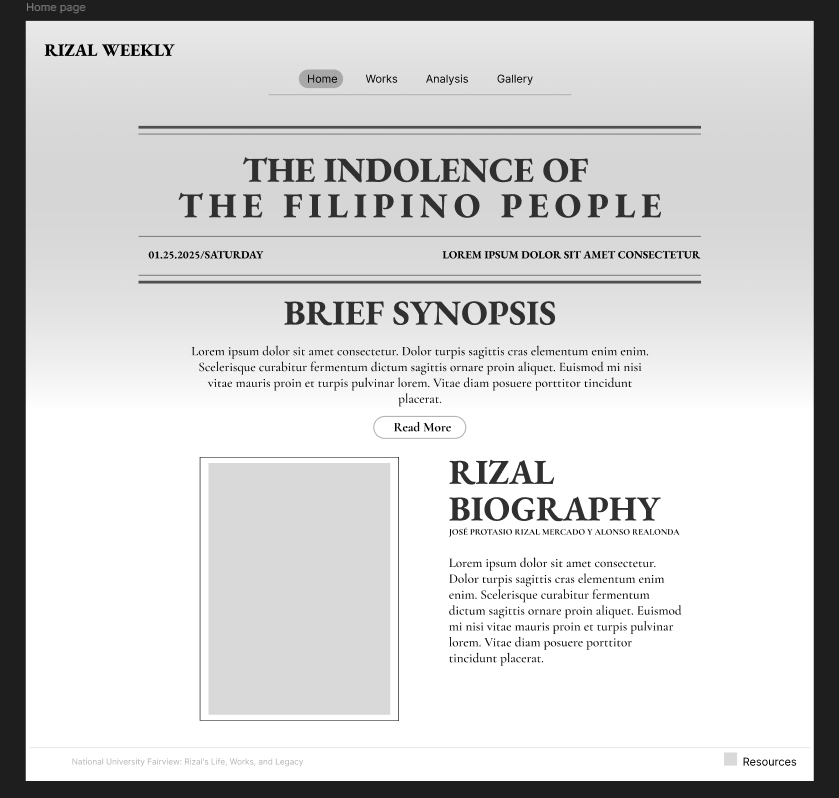 Home page
RIZAL WEEKLY
Home Works Analysis Gallery
THE INDOLENCE OF
THE FILIPINO PEOPLE
01.25.2025/SATURDAY LOREM IPSUM DOLOR SIT AMET CONSECTETUR
BRIEF SYNOPSIS
Lorem ipsum dolor sit amet consectetur. Dolor turpis sagittis cras elementum enim enim.
Scelerisque curabitur fermentum dictum sagittis ornare proin aliquet. Euismod mi nisi
vitae mauris proin et turpis pulvinar lorem. Vitae diam posuere porttitor tincidunt
placerat.
Read More
RIZAL
BIOGRAPHY
JOSÉ PROTASIO RIZAL MERCADO Y ALONSO REALONDA
Lorem ipsum dolor sit amet consectetur.
Dolor turpis sagittis cras elementum enim
enim. Scelerisque curabitur fermentum
dictum sagittis ornare proin aliquet. Euismod
mi nisi vitae mauris proin et turpis pulvinar
lorem. Vitae diam posuere porttitor
tincidunt placerat.
National University Fairview: Rizal's Life, Works, and Legacy
Resources